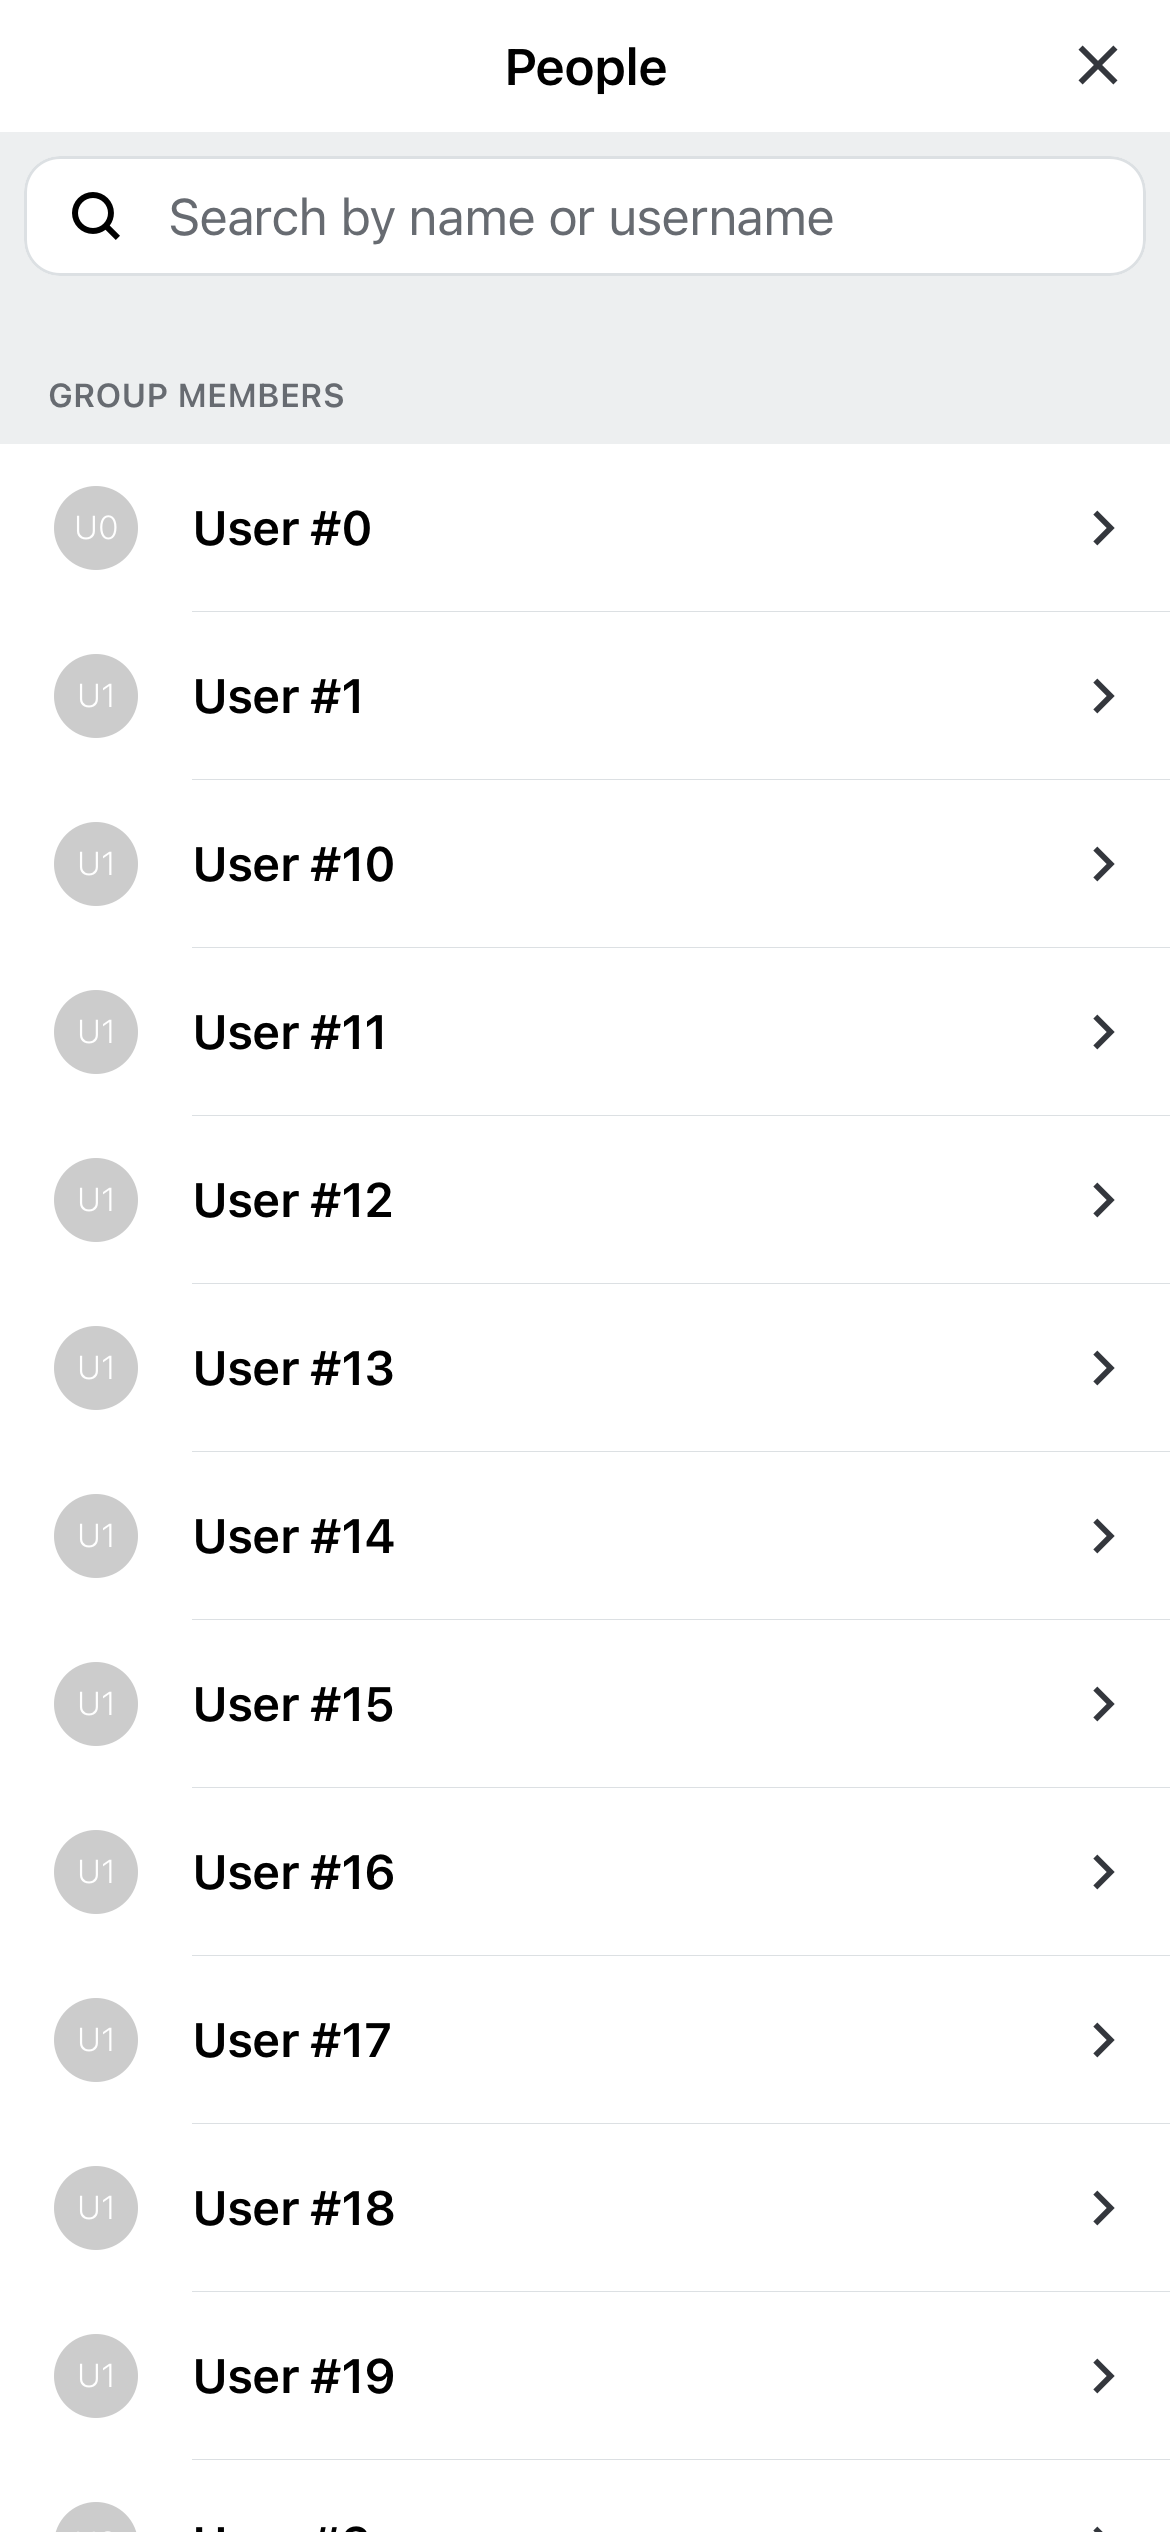 People
Search by name or username
GROUP MEMBERS
U0 User #0
U1 User #1
U1 User #10
U1 User #11
U1 User #12
U1 User #13
U1 User #14
U1 User #15
U1 User #16
U1 User #17
U1 User #18
U1 User #19